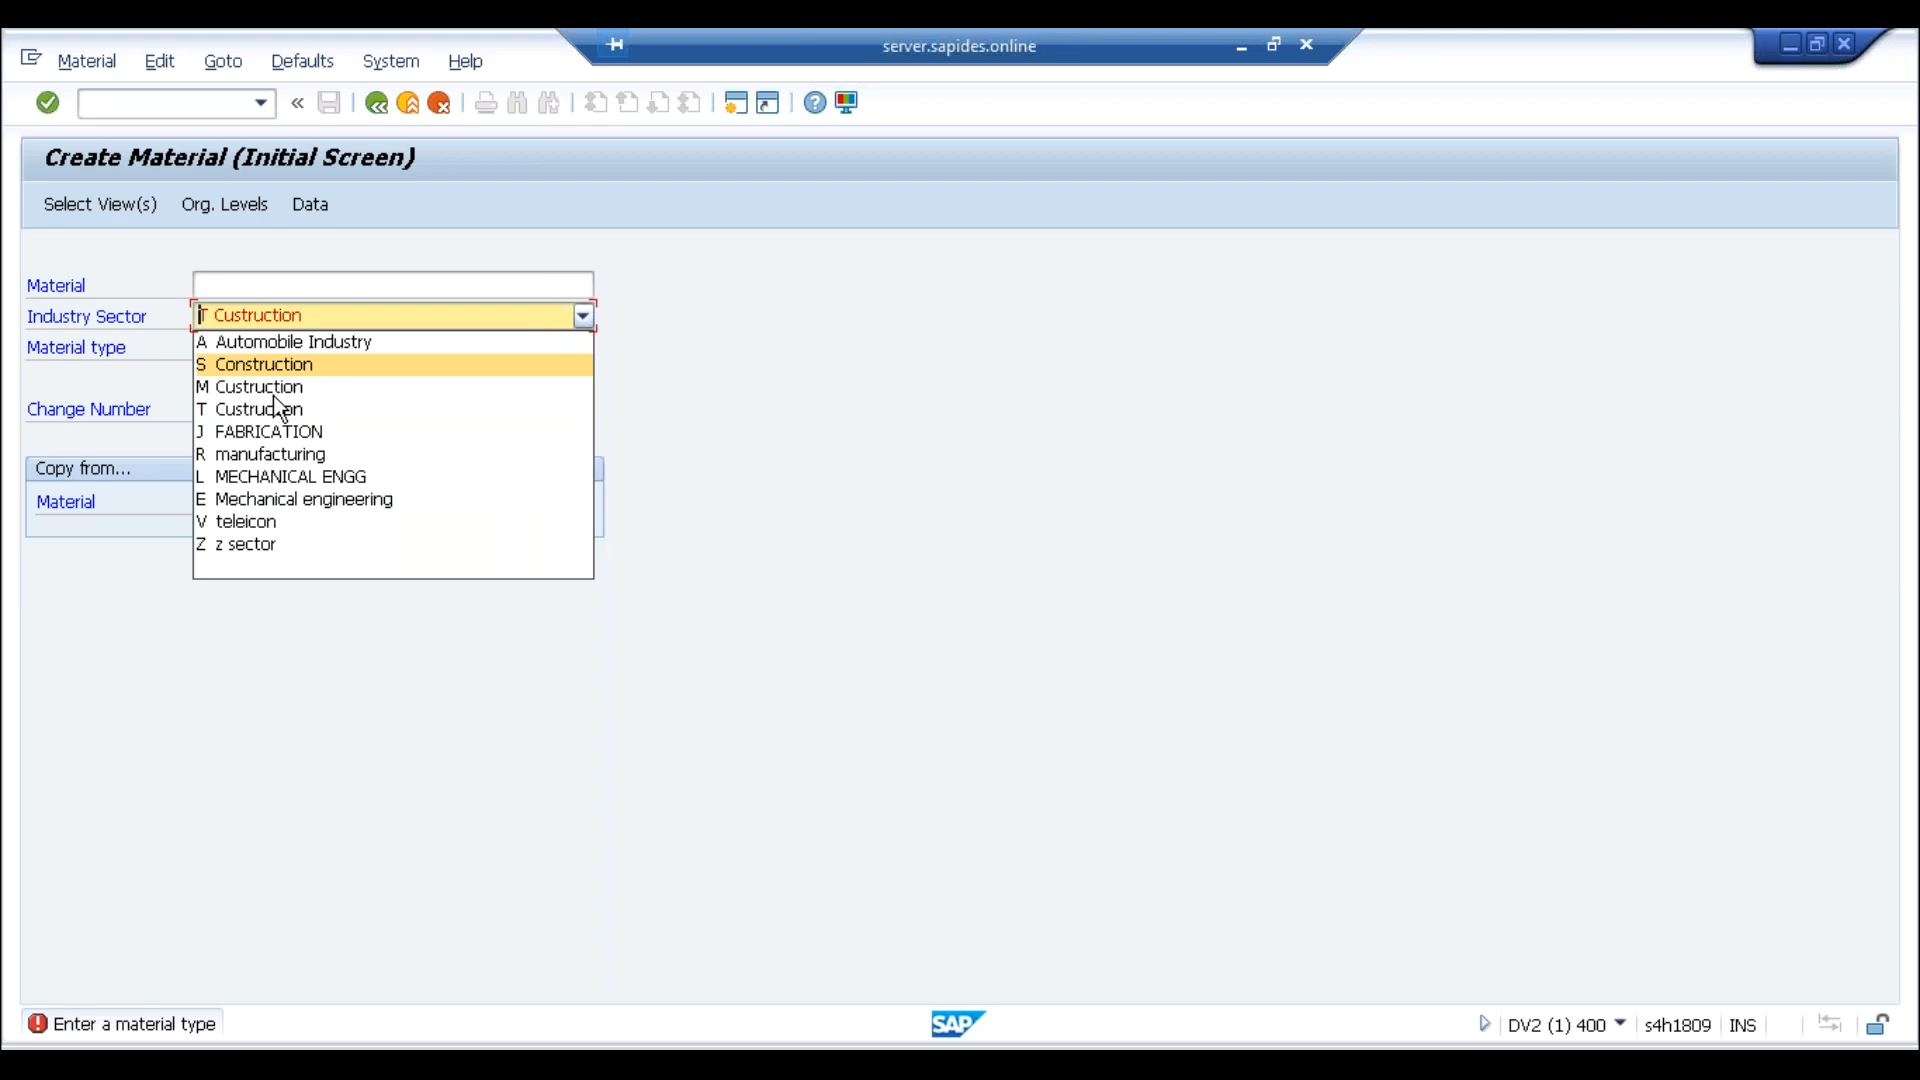 server.sapides.online
Material Edit Goto Defaults System Help
Create Material (Initial Screen)
Select View(s) Org. Levels Data
Material
Industry Sector T Custruction
A Automobile Industry
Material type
S Construction
M Custruction
Change Number
T Custruction
J FABRICATION
R manufacturing
Copy from...
L MECHANICAL ENGG
Material
E Mechanical engineering
V teleicon
Z z sector
Enter a material type
SAP
DV2 (1) 400 s4h1809 INS